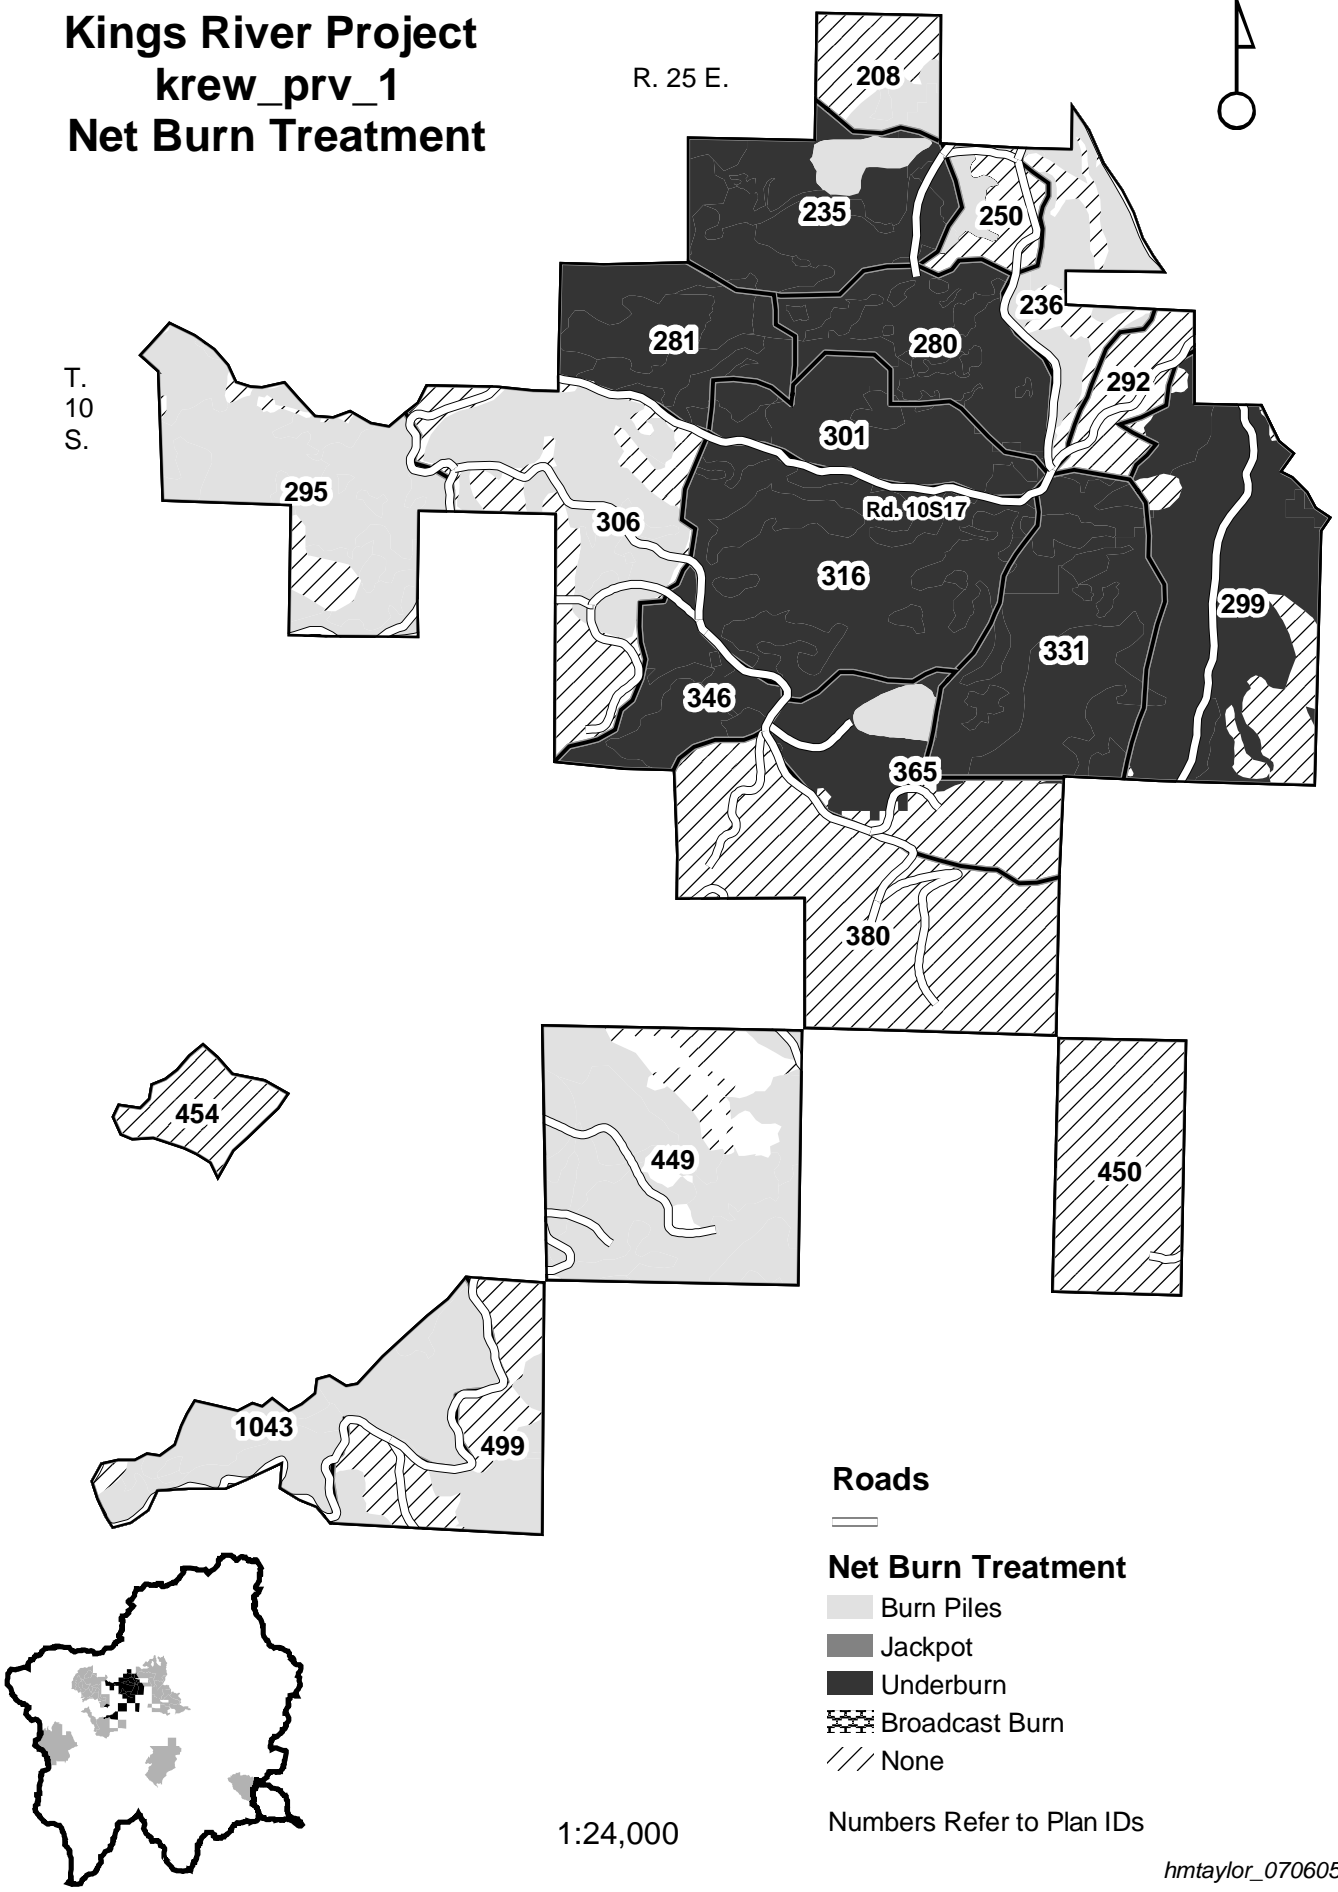 Kings River Project
krew_prv_1
Net Burn Treatment
R. 25 E.
208
235
250
236
281
280
292
T.
10
S.
301
295
Rd. 10S17
306
316
299
331
346
365
380
454
449
450
1043
499
Roads
Net Burn Treatment
Burn Piles
Jackpot
Underburn
Broadcast Burn
None
Numbers Refer to Plan IDs
1:24,000
hmtaylor_070605